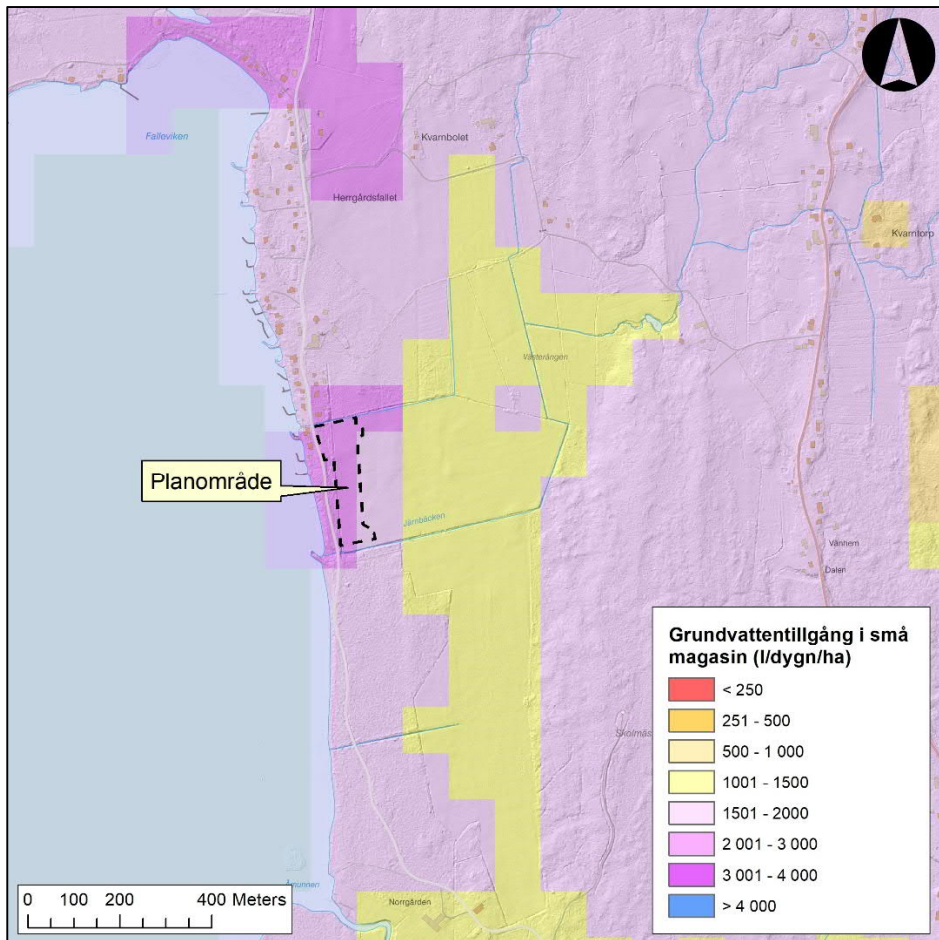 Falleviken
Kvarnbolet
Herrgårdsfallet
Kvarntorp
Vänterängen
Planområde
Järnbäcken
Vänhem
Dalen
Norrgården
Grundvattentillgång i små
magasin (l/dygn/ha)
< 250
251 - 500
500 - 1 000
1001 - 1500
1501 - 2000
2 001 - 3 000
3 001 - 4 000
> 4 000
0 100 200 400 Meters